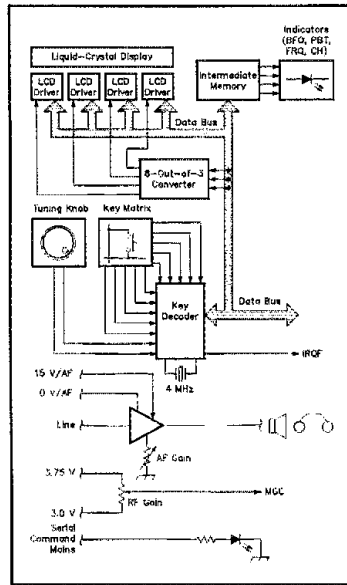 Indicators
(BFO, PBT,
FRQ, CH)
Liquid-Crystal Display
LCD
Driver
LCD
Driver
LCD
Driver
LCD
Driver
Intermediate
Memory
Data Bus
8-Out-of-3
Converter
Tuning Knob
Key Matrix
Key
Decoder
Data Bus
IRQF
4 MHz
15 V/AF
0 V/AF
Line
AF Gain
3.75 V
RF Gain
MGC
3.0 V
Serial
Command
Mains